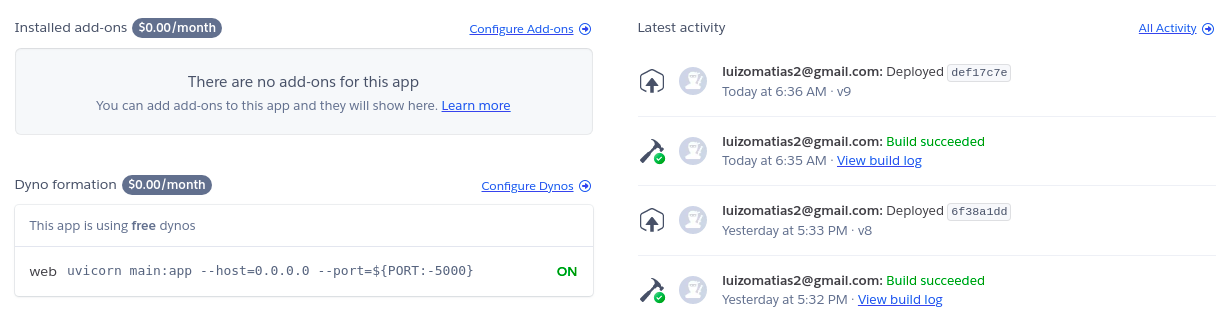 Installed add-ons $0.00/month
Configure Add-ons
There are no add-ons for this app
You can add add-ons to this app and they will show here. Learn more
Dyno formation $0.00/month
Configure Dynos
This app is using free dynos
web uvicorn main:app --host=0.0.0.0 --port=${PORT:-5000} ON
Latest activity
All Activity
luizomatias2@gmail.com: Deployed def17c7e
Today at 6:36 AM · v9
luizomatias2@gmail.com: Build succeeded
Today at 6:35 AM · View build log
luizomatias2@gmail.com: Deployed 6f38a1dd
Yesterday at 5:33 PM · v8
luizomatias2@gmail.com: Build succeeded
Yesterday at 5:32 PM · View build log